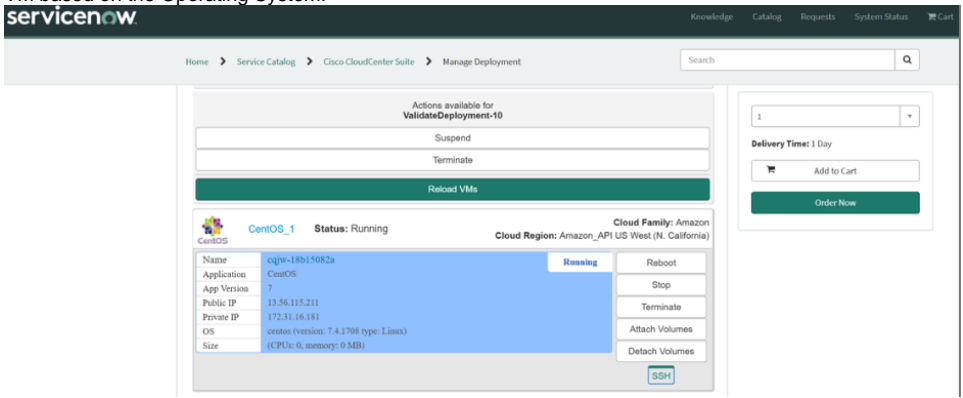 servicenow
Knowledge Catalog Requests System Status Cart
Home > Service Catalog > Cisco CloudCenter Suite > Manage Deployment
Search
Actions available for
ValidateDeployment-10
Suspend
Terminate
Reload VMs
1
Delivery Time: 1 Day
Add to Cart
Order Now
CentOS
CentOS_1 Status: Running
Cloud Family: Amazon
Cloud Region: Amazon_API
US West (N. California)
Name cqjw-18b15082a
Running
Application CentOS
App Version 7
Public IP 13.56.115.211
Private IP 172.31.16.181
OS centos (version: 7.4.1708 type: Linux)
Size (CPUs: 0, memory: 0 MB)
Reboot
Stop
Terminate
Attach Volumes
Detach Volumes
SSH